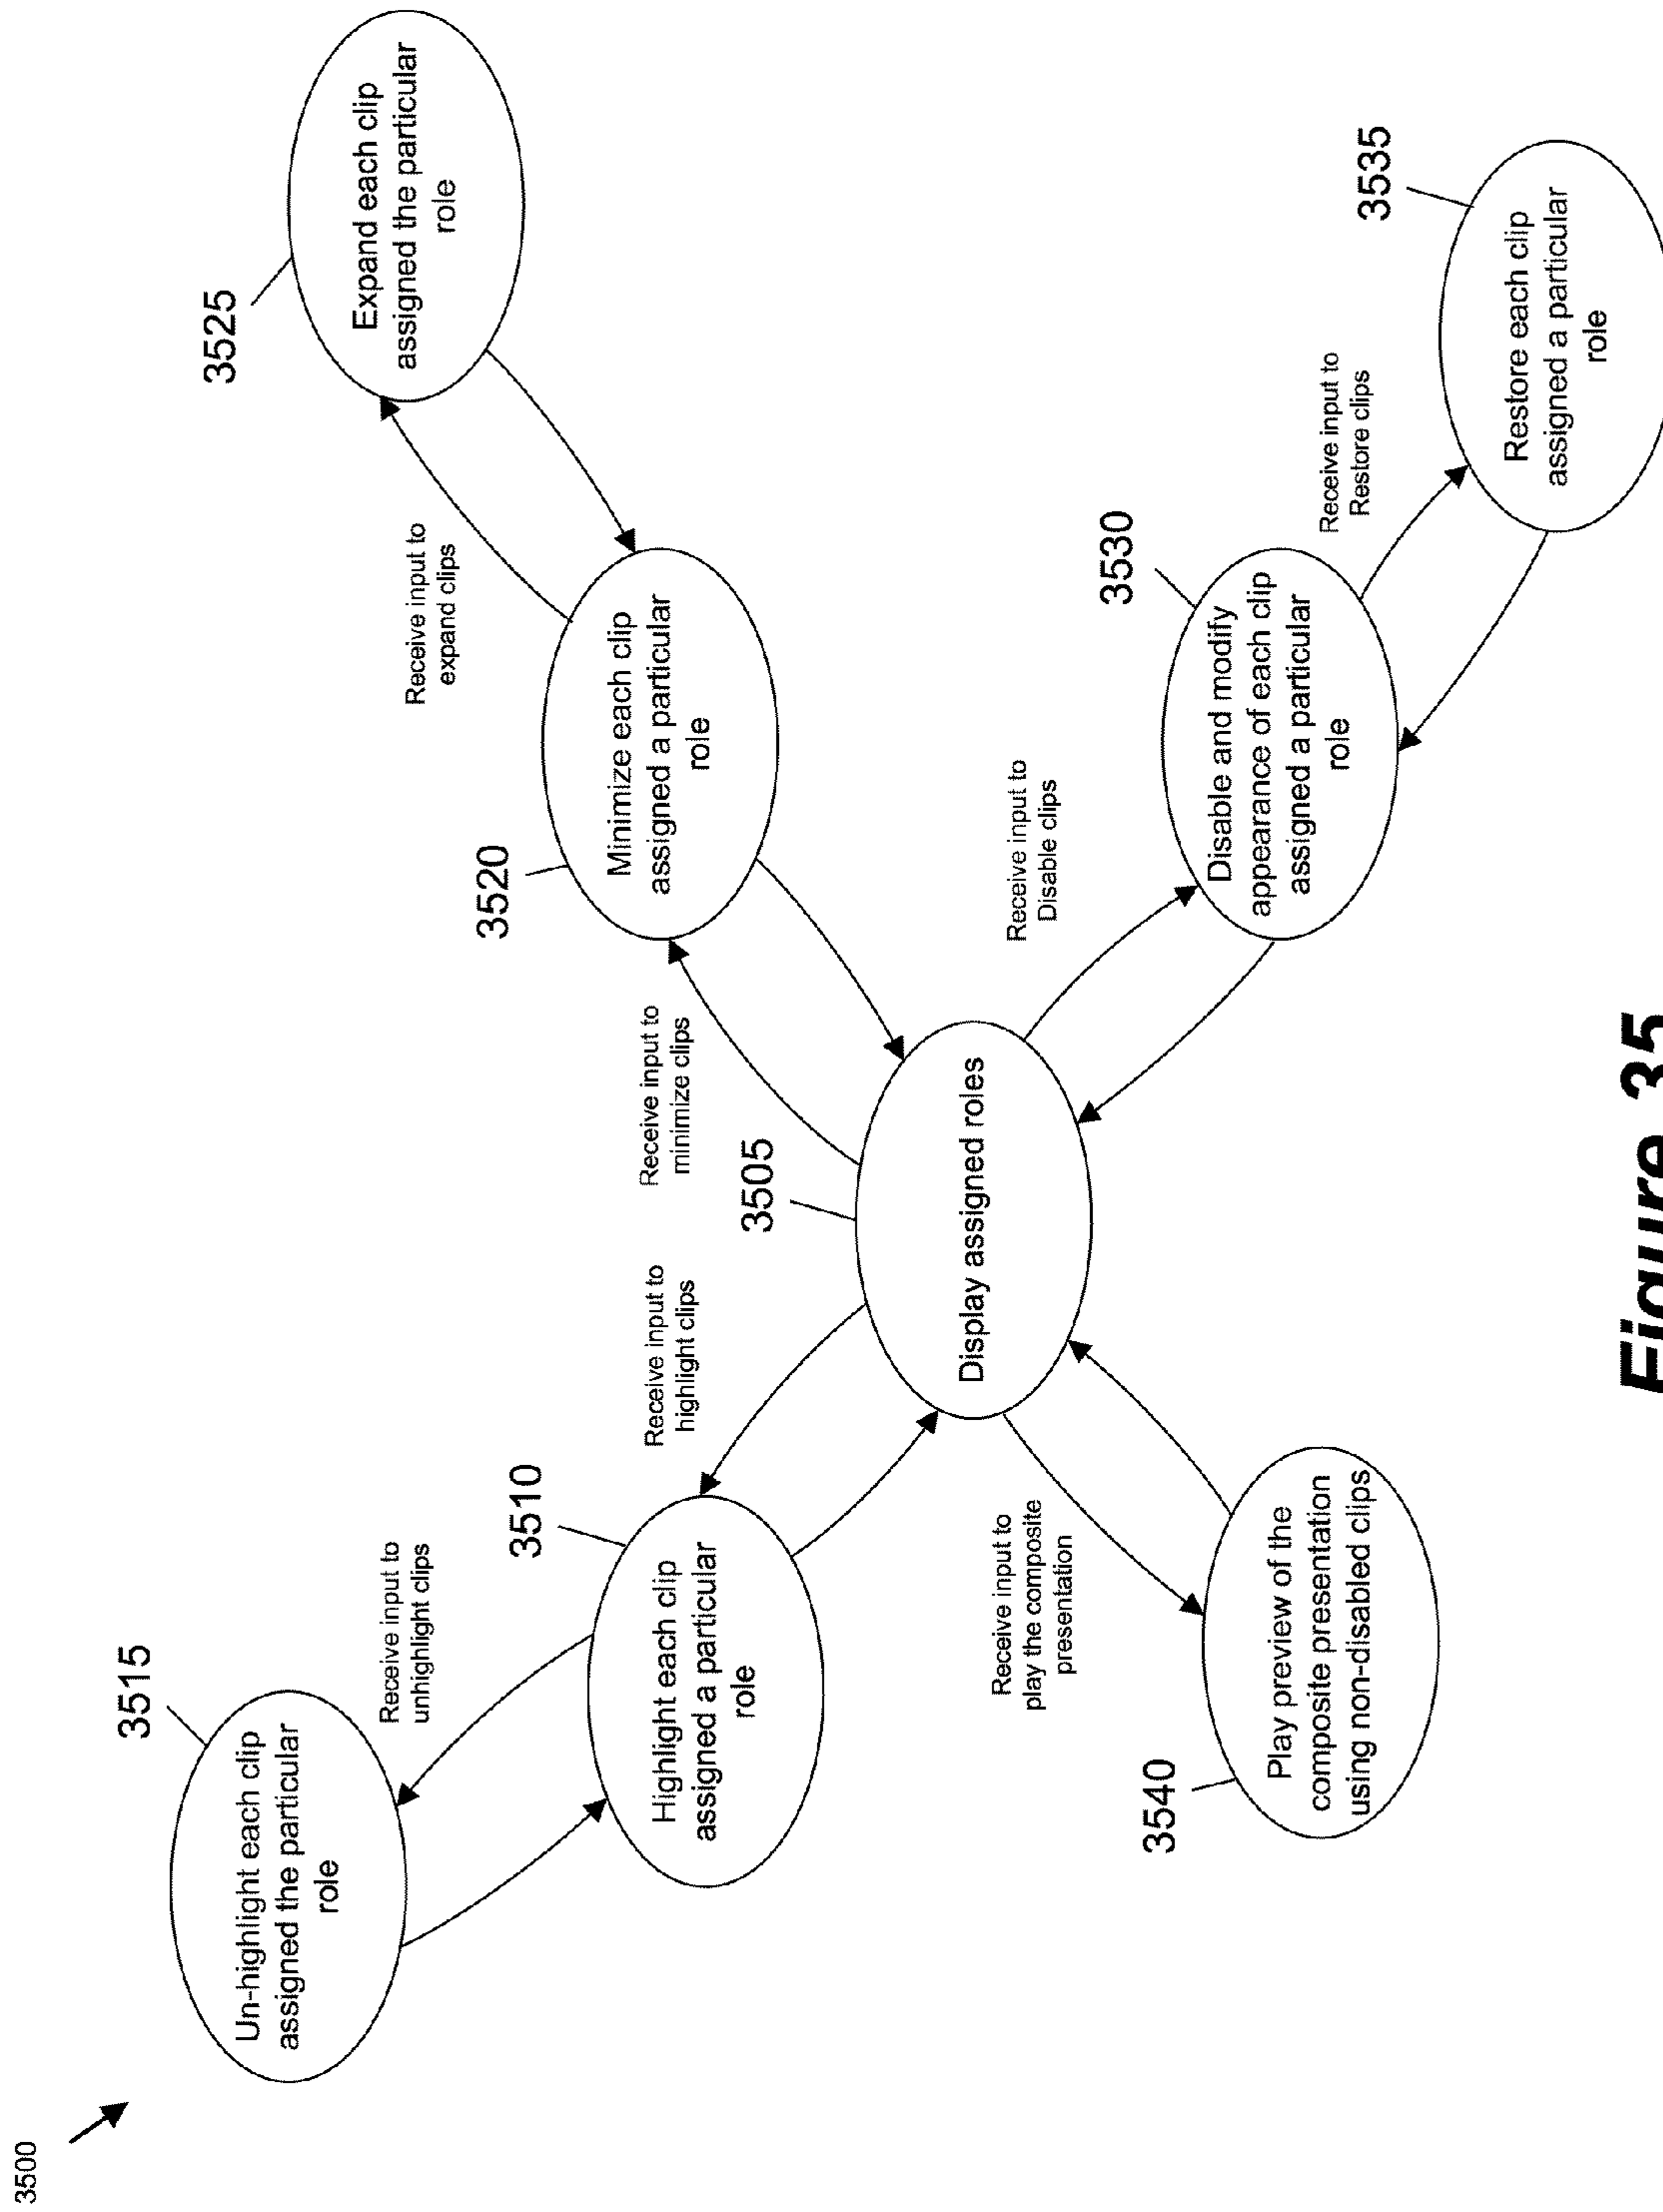 3500
3515
Un-highlight each clip
assigned the particular
role
Receive input to
unhighlight clips
3510
Highlight each clip
assigned a particular
role
Receive input to
highlight clips
3505
Display assigned roles
Receive input to
minimize clips
3520
Minimize each clip
assigned a particular
role
Receive input to
expand clips
3525
Expand each clip
assigned the particular
role
Receive input to
play the composite
presentation
3540
Play preview of the
composite presentation
using non-disabled clips
Receive input to
Disable clips
3530
Disable and modify
appearance of each clip
assigned a particular
role
Receive input to
Restore clips
3535
Restore each clip
assigned a particular
role
Figure 35